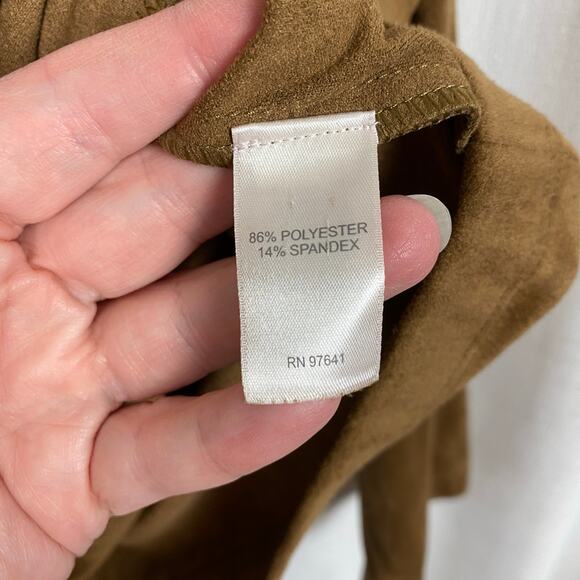 86% POLYESTER
14% SPANDEX
RN 97641